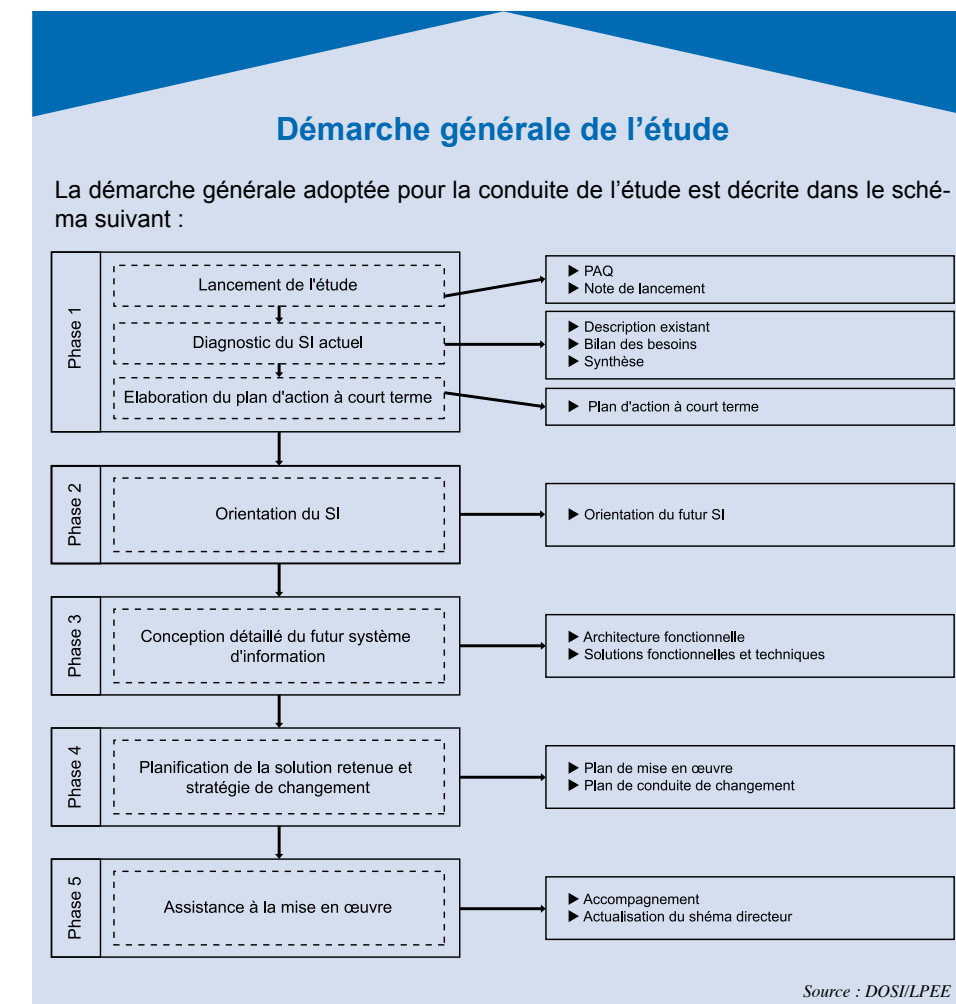 Démarche générale de l’étude
La démarche générale adoptée pour la conduite de l’étude est décrite dans le sché-
ma suivant :
Phase 1
Lancement de l'étude
▶ PAQ
▶ Note de lancement
Diagnostic du SI actuel
▶ Description existant
▶ Bilan des besoins
▶ Synthèse
Elaboration du plan d'action à court terme
▶ Plan d'action à court terme
Phase 2
Orientation du SI
▶ Orientation du futur SI
Phase 3
Conception détaillé du futur système
d'information
▶ Architecture fonctionnelle
▶ Solutions fonctionnelles et techniques
Phase 4
Planification de la solution retenue et
stratégie de changement
▶ Plan de mise en œuvre
▶ Plan de conduite de changement
Phase 5
Assistance à la mise en œuvre
▶ Accompagnement
▶ Actualisation du shéma directeur
Source : DOSI/LPEE